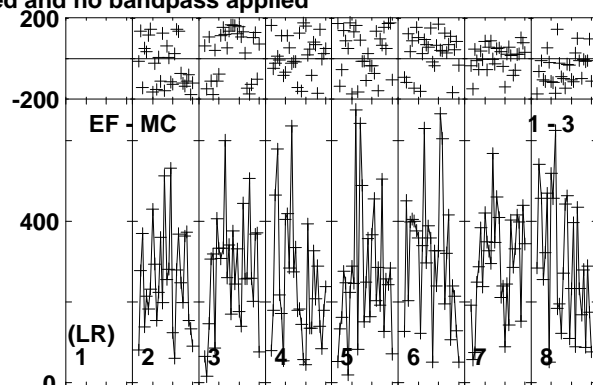 ed and no bandpass applied
200
-200
EF - MC 1 - 3
400
(LR)
1 2 3 4 5 6 7 8
0